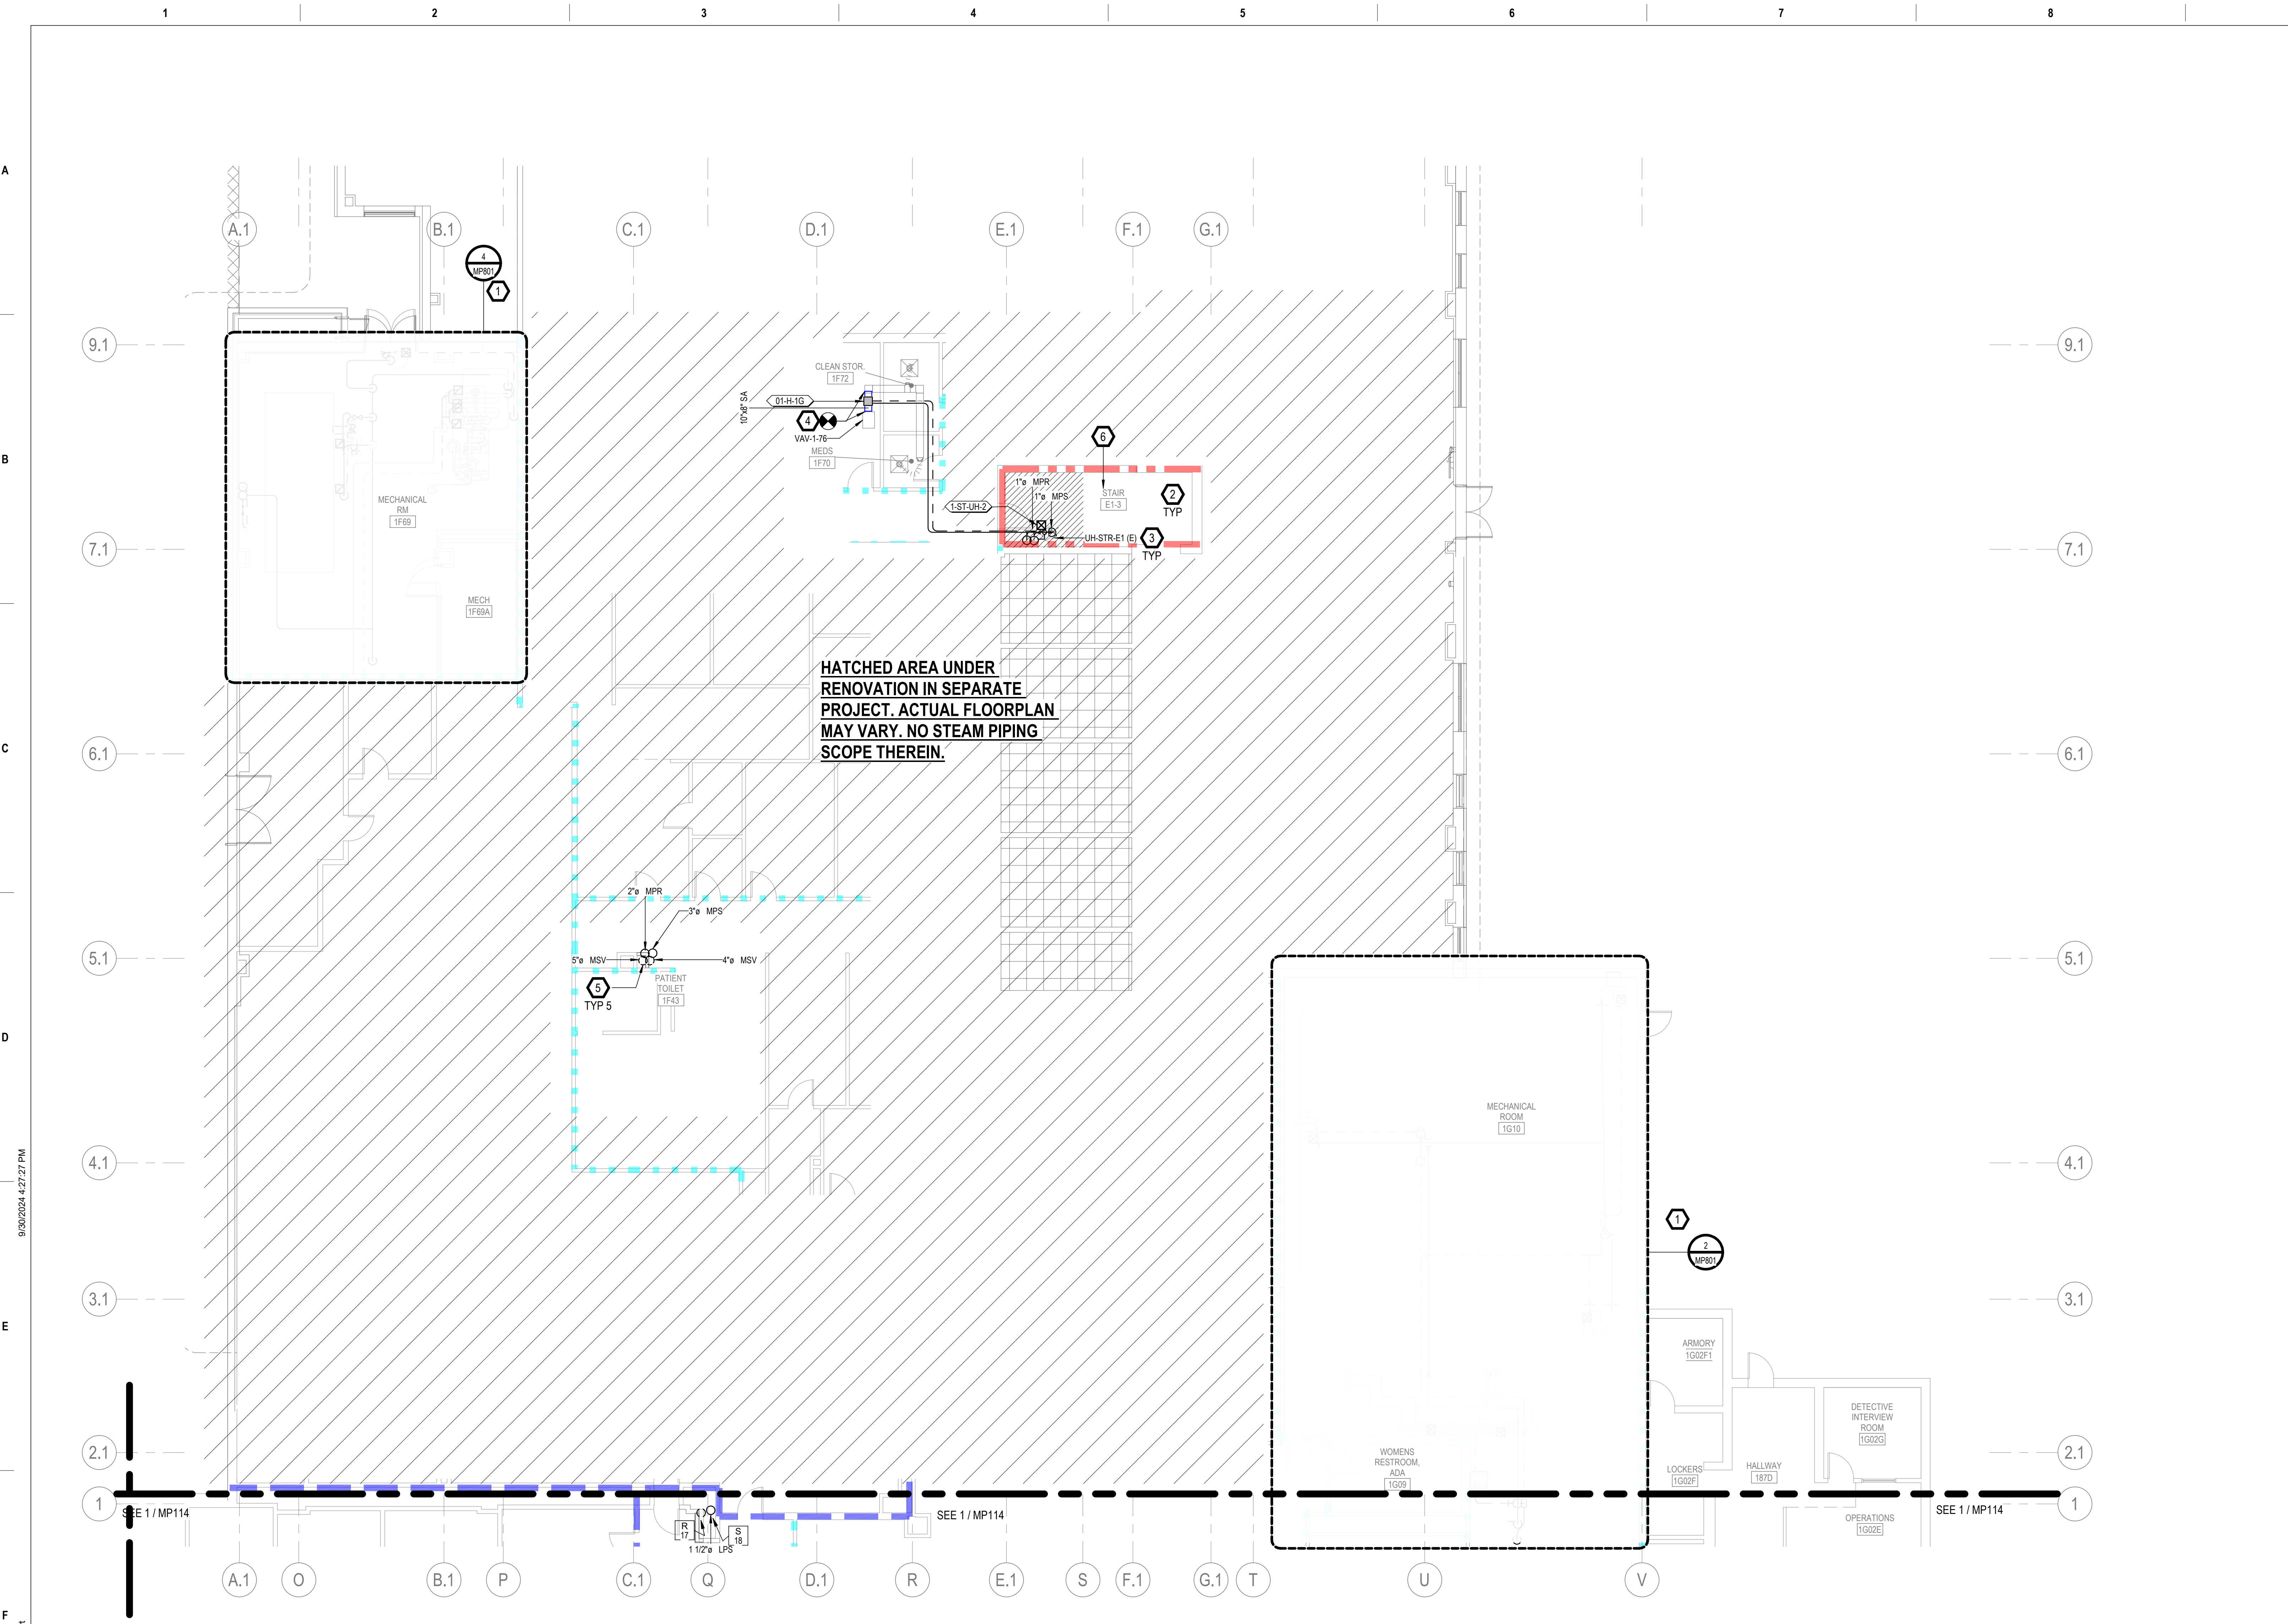 1 2 3 4 5 6 7 8
A
A.1 B.1 C.1 D.1 E.1 F.1 G.1
4
MP801
1
9.1 9.1
CLEAN STOR.
1F72
01-H-1G
10"x8" SA
4
VAV-1-76
MEDS
1F70
B
6
MECHANICAL
RM
1F69
1"ø MPR
1"ø MPS
STAIR
E1-3
2
TYP
1-ST-UH-2
UH-STR-E1 (E)
3
TYP
7.1 7.1
MECH
1F69A
HATCHED AREA UNDER
RENOVATION IN SEPARATE
PROJECT. ACTUAL FLOORPLAN
MAY VARY. NO STEAM PIPING
SCOPE THEREIN.
C
6.1 6.1
2"ø MPR
3"ø MPS
5.1 5.1
5"ø MSV
4"ø MSV
5
TYP 5
PATIENT
TOILET
1F43
D
MECHANICAL
ROOM
1G10
4.1 4.1
9/30/2024 4:27:27 PM
1
2
MP801
3.1 3.1
E
ARMORY
1G02F1
DETECTIVE
INTERVIEW
ROOM
1G02G
2.1 2.1
WOMENS
RESTROOM,
ADA
1G09
LOCKERS
1G02F
HALLWAY
187D
1 1
SEE 1 / MP114
SEE 1 / MP114
SEE 1 / MP114
OPERATIONS
1G02E
R
17
S
18
1 1/2"ø LPS
A.1 O B.1 P C.1 Q D.1 R E.1 S F.1 G.1 T U V
F